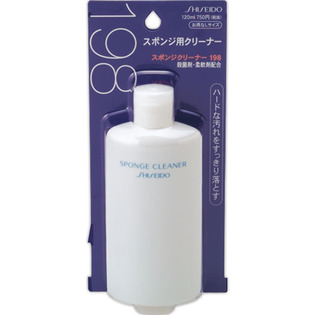 SHISEIDO
120mL 750円(税抜)
お得なLサイズ
198
スポンジ用クリーナー
スポンジクリーナー 198
殺菌剤・柔軟剤配合
ハードな汚れをすっきり落とす
SPONGE CLEANER
SHISEIDO